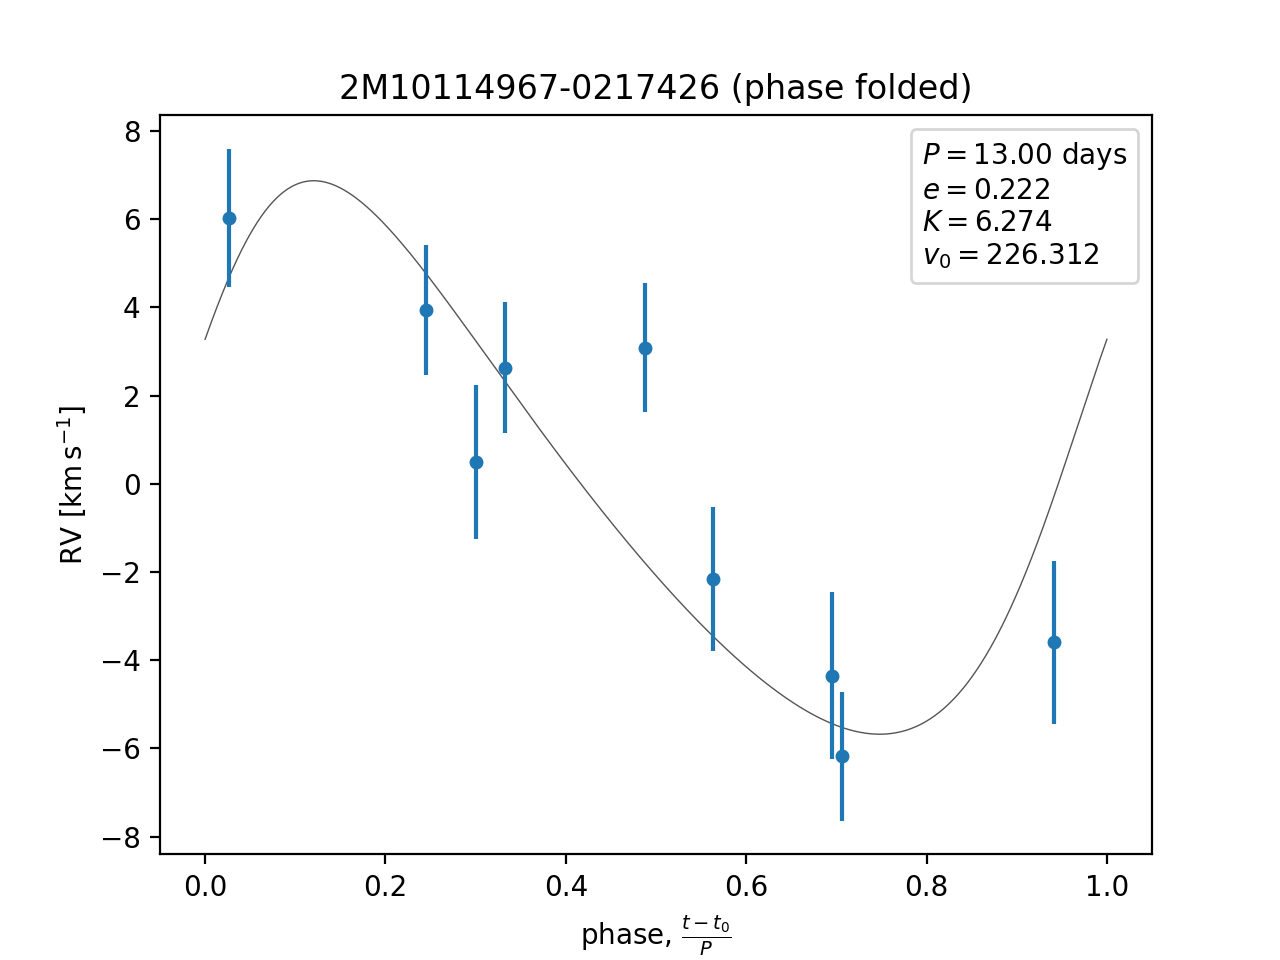 2M10114967-0217426 (phase folded)
P = 13.00 days
e = 0.222
K = 6.274
v₀ = 226.312
RV [km s⁻¹]
8
6
4
2
0
−2
−4
−6
−8
0.0 0.2 0.4 0.6 0.8 1.0
phase, (t − t₀)/P